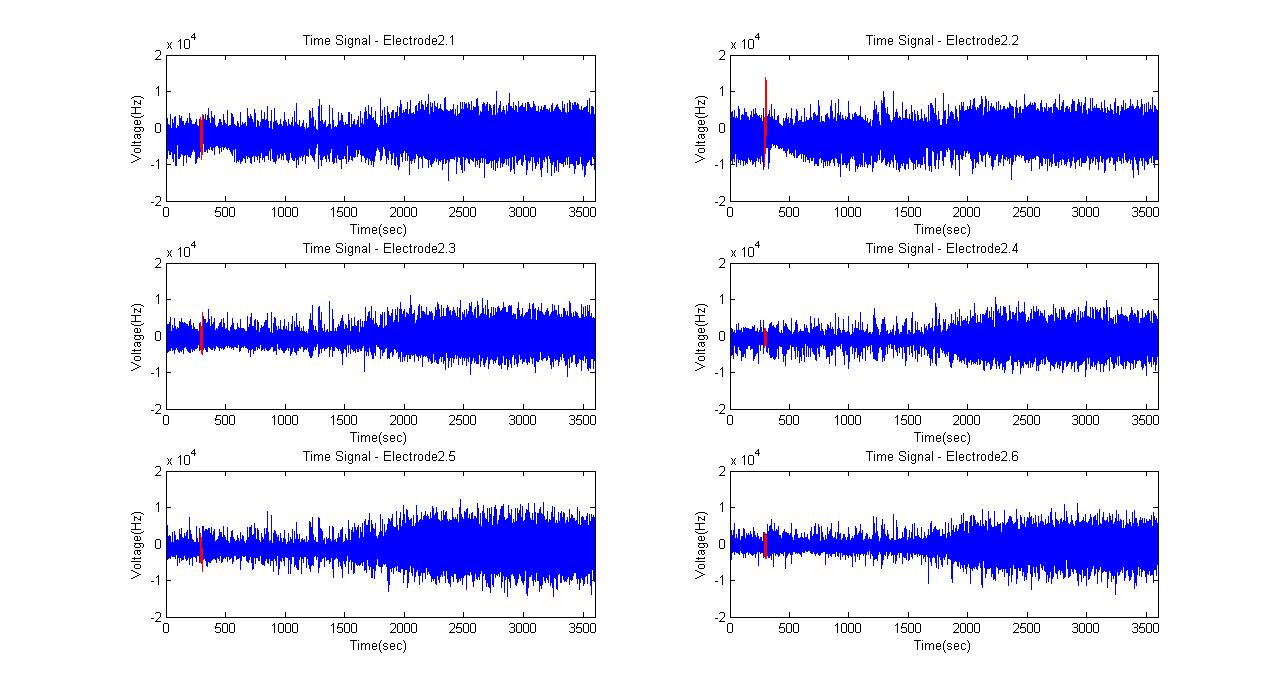 Time Signal - Electrode2.1
x 10^4
2
1
0
-1
-2
Voltage(Hz)
0 500 1000 1500 2000 2500 3000 3500
Time(sec)
Time Signal - Electrode2.2
x 10^4
2
1
0
-1
-2
Voltage(Hz)
0 500 1000 1500 2000 2500 3000 3500
Time(sec)
Time Signal - Electrode2.3
x 10^4
2
1
0
-1
-2
Voltage(Hz)
0 500 1000 1500 2000 2500 3000 3500
Time(sec)
Time Signal - Electrode2.4
x 10^4
2
1
0
-1
-2
Voltage(Hz)
0 500 1000 1500 2000 2500 3000 3500
Time(sec)
Time Signal - Electrode2.5
x 10^4
2
1
0
-1
-2
Voltage(Hz)
0 500 1000 1500 2000 2500 3000 3500
Time(sec)
Time Signal - Electrode2.6
x 10^4
2
1
0
-1
-2
Voltage(Hz)
0 500 1000 1500 2000 2500 3000 3500
Time(sec)